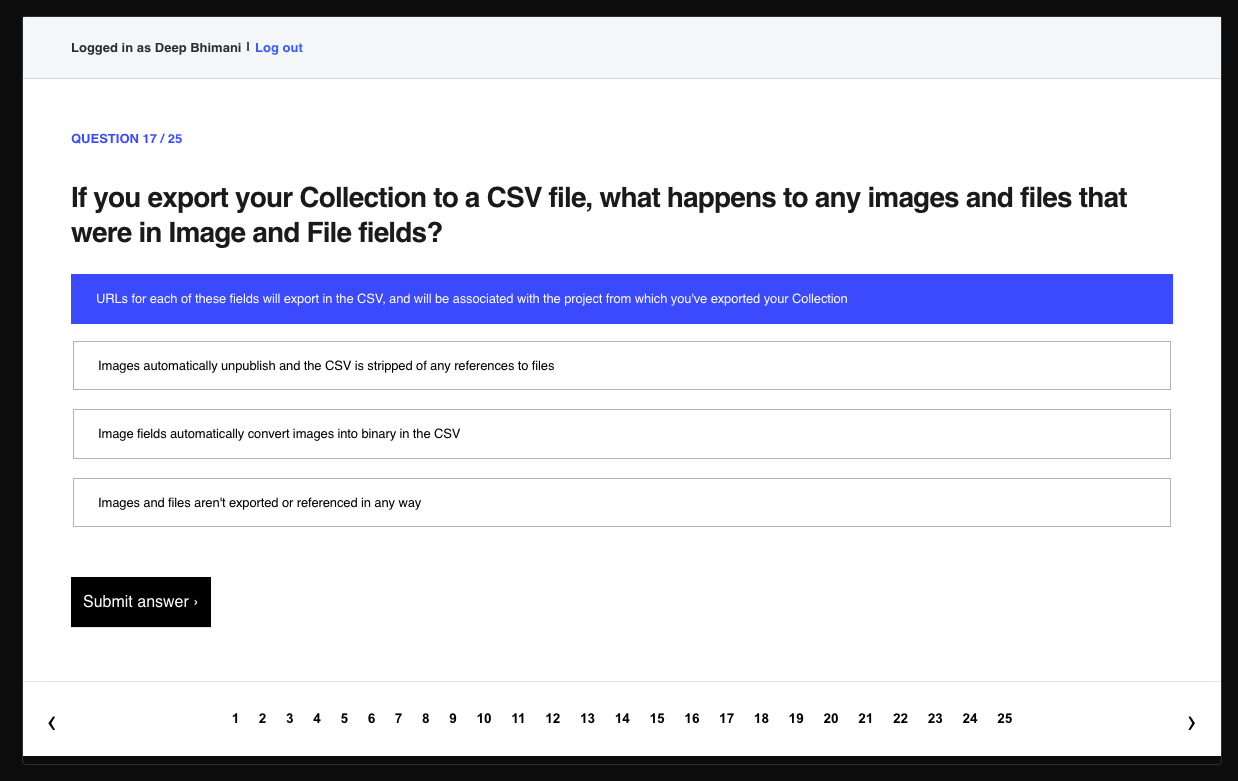 Logged in as Deep Bhimani | Log out
QUESTION 17 / 25
If you export your Collection to a CSV file, what happens to any images and files that
were in Image and File fields?
URLs for each of these fields will export in the CSV, and will be associated with the project from which you've exported your Collection
Images automatically unpublish and the CSV is stripped of any references to files
Image fields automatically convert images into binary in the CSV
Images and files aren't exported or referenced in any way
Submit answer ›
‹ 1 2 3 4 5 6 7 8 9 10 11 12 13 14 15 16 17 18 19 20 21 22 23 24 25 ›